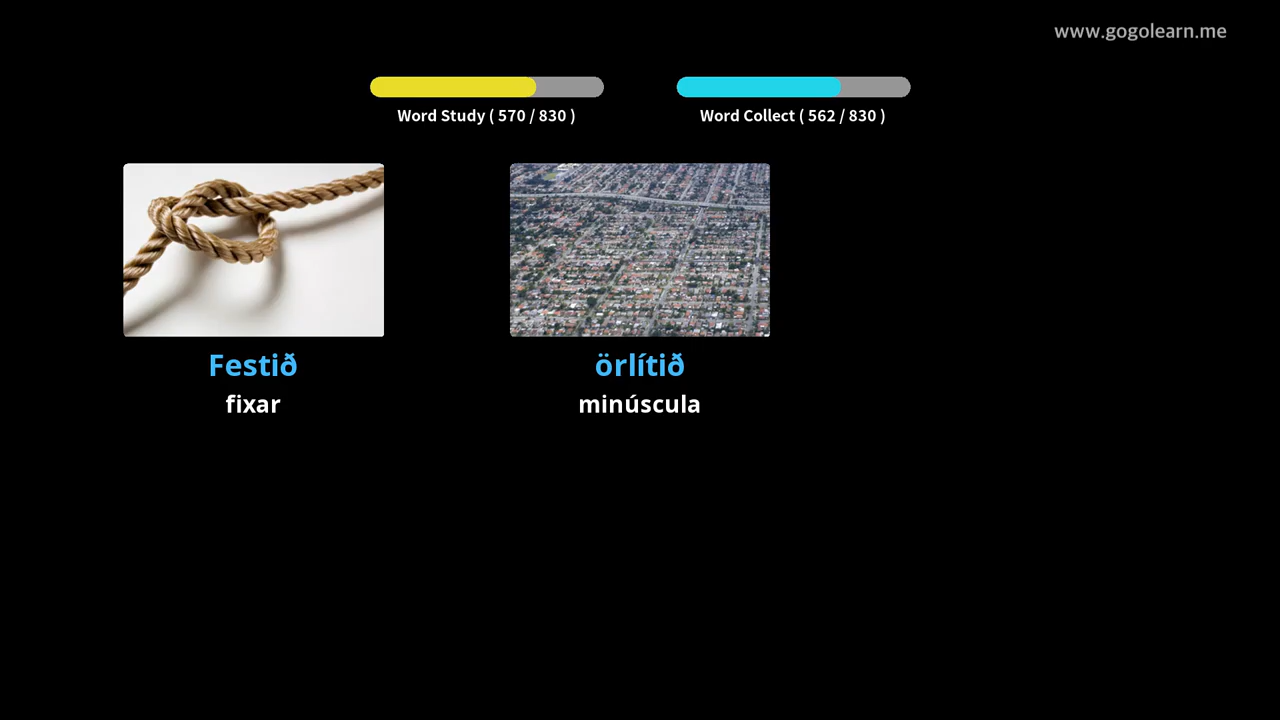 www.gogolearn.me
Word Study ( 570 / 830 )
Word Collect ( 562 / 830 )
Festið
fixar
örlítið
minúscula